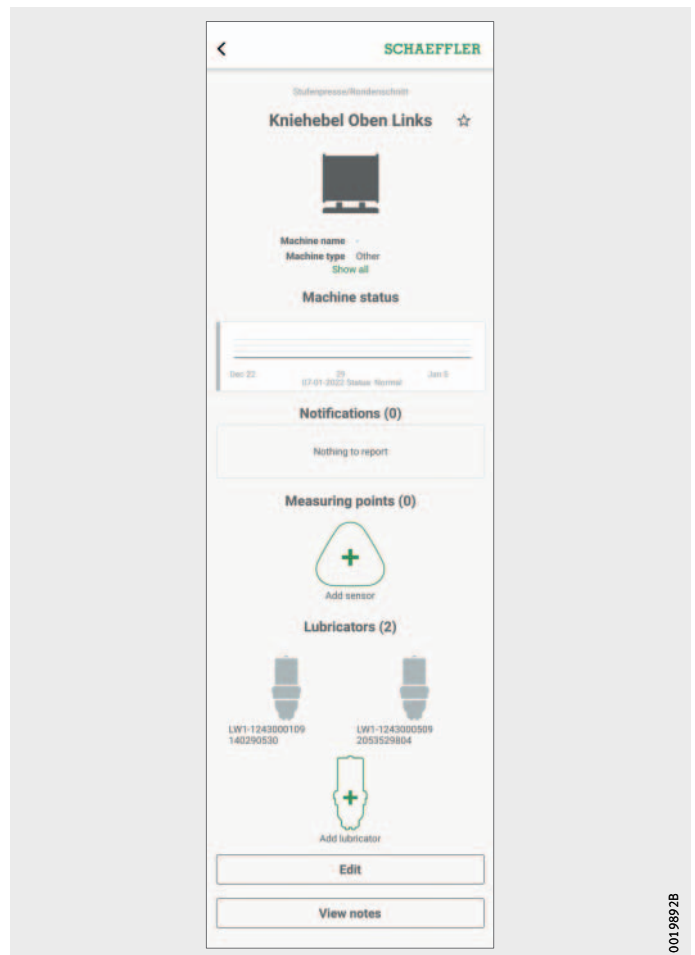 SCHAEFFLER
Stufenpresse/Rondenschnitt
Kniehebel Oben Links
Machine name -
Machine type Other
Show all
Machine status
Dec 22 29 Jan 5
07-01-2022 Status: Normal
Notifications (0)
Nothing to report
Measuring points (0)
Add sensor
Lubricators (2)
LW1-1243000109 LW1-1243000509
140290530 2053529804
Add lubricator
Edit
View notes
0019892B